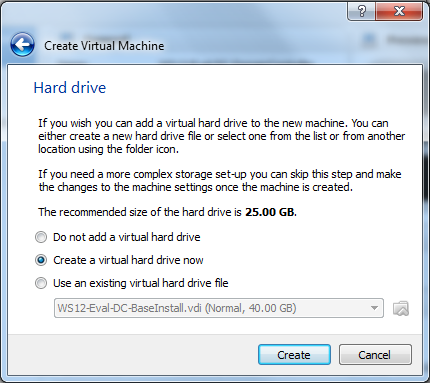 Create Virtual Machine
Hard drive
If you wish you can add a virtual hard drive to the new machine. You can
either create a new hard drive file or select one from the list or from another
location using the folder icon.
If you need a more complex storage set-up you can skip this step and make
the changes to the machine settings once the machine is created.
The recommended size of the hard drive is 25.00 GB.
Do not add a virtual hard drive
Create a virtual hard drive now
Use an existing virtual hard drive file
WS12-Eval-DC-BaseInstall.vdi (Normal, 40.00 GB)
Create
Cancel